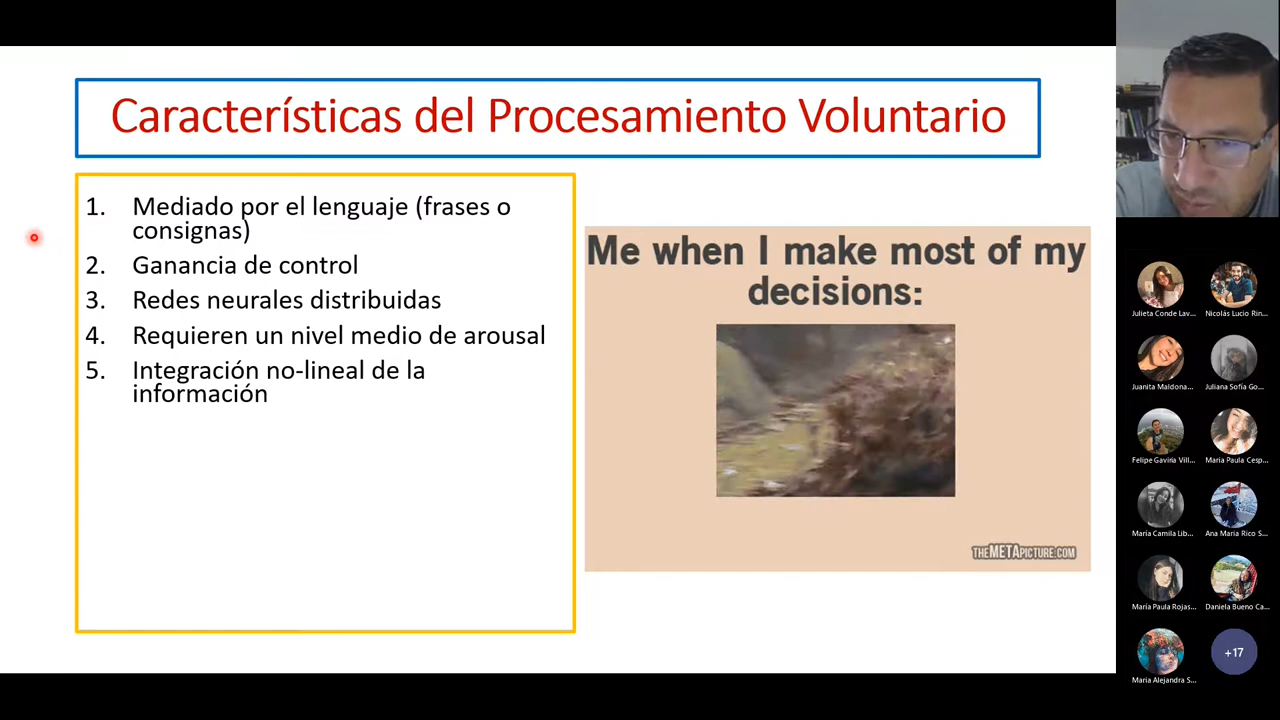 Características del Procesamiento Voluntario
1. Mediado por el lenguaje (frases o
consignas)
2. Ganancia de control
3. Redes neurales distribuidas
4. Requieren un nivel medio de arousal
5. Integración no-lineal de la
información
Me when I make most of my
decisions:
THEMETAPICTURE.COM
Julieta Conde Lav...
Nicolás Lucio Rin...
Juanita Maldona...
Juliana Sofía Go...
Felipe Gaviria Vill...
Maria Paula Cesp...
María Camila Lib...
Ana Maria Rico S...
María Paula Rojas...
Daniela Bueno Ca...
Maria Alejandra S...
+17